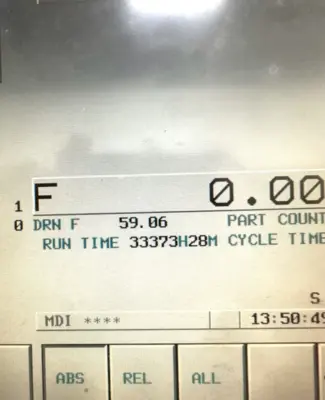 1 F 0.00
0 DRN F 59.06 PART COUNT
RUN TIME 33373H28M CYCLE TIME
S
MDI **** 13:50:49
ABS REL ALL